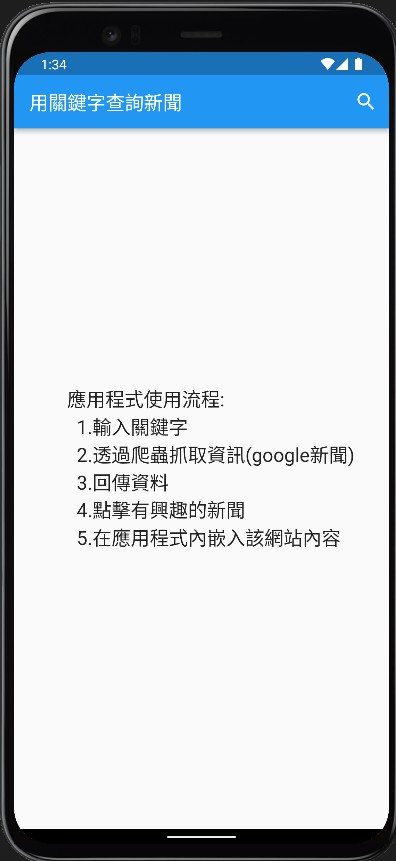 1:34
用關鍵字查詢新聞
應用程式使用流程:
1.輸入關鍵字
2.透過爬蟲抓取資訊(google新聞)
3.回傳資料
4.點擊有興趣的新聞
5.在應用程式內嵌入該網站內容